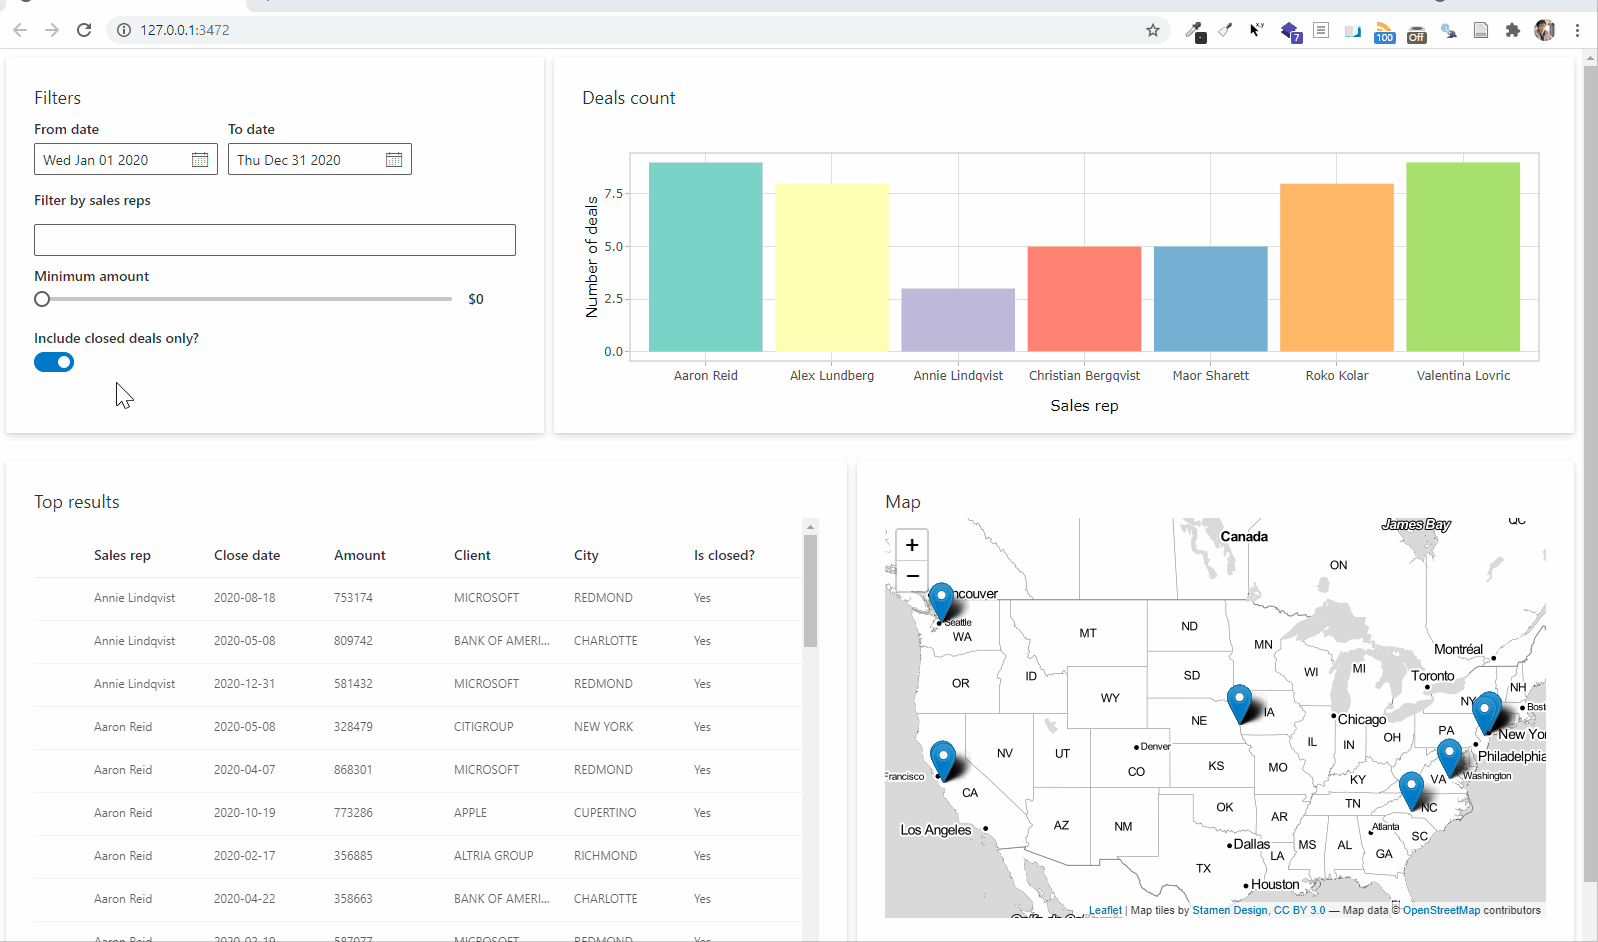 127.0.0.1:3472
7
100
Off
Filters
From date
To date
Wed Jan 01 2020
Thu Dec 31 2020
Filter by sales reps
Minimum amount
$0
Include closed deals only?
Deals count
Number of deals
7.5
5.0
2.5
0.0
Aaron Reid
Alex Lundberg
Annie Lindqvist
Christian Bergqvist
Maor Sharett
Roko Kolar
Valentina Lovric
Sales rep
Top results
Sales rep Close date Amount Client City Is closed?
Annie Lindqvist 2020-08-18 753174 MICROSOFT REDMOND Yes
Annie Lindqvist 2020-05-08 809742 BANK OF AMERI... CHARLOTTE Yes
Annie Lindqvist 2020-12-31 581432 MICROSOFT REDMOND Yes
Aaron Reid 2020-05-08 328479 CITIGROUP NEW YORK Yes
Aaron Reid 2020-04-07 868301 MICROSOFT REDMOND Yes
Aaron Reid 2020-10-19 773286 APPLE CUPERTINO Yes
Aaron Reid 2020-02-17 356885 ALTRIA GROUP RICHMOND Yes
Aaron Reid 2020-04-22 358663 BANK OF AMERI... CHARLOTTE Yes
Aaron Reid 2020-02-19 587077 MICROSOFT REDMOND Yes
Map
+
−
James Bay
QC
Canada
ON
ncouver
Seattle
WA
MT
ND
MN
Montréal
OR
ID
SD
WI
MI
Toronto
NH
WY
NY
Bost
NE
IA
Chicago
PA
New Yor
NV
UT
Denver
IL
IN
OH
Philadelphia
Francisco
CO
KS
MO
KY
VA
Washington
CA
TN
NC
Los Angeles
AZ
NM
OK
AR
Atlanta
SC
Dallas
LA
MS
AL
GA
TX
Houston
Leaflet | Map tiles by Stamen Design, CC BY 3.0 — Map data © OpenStreetMap contributors